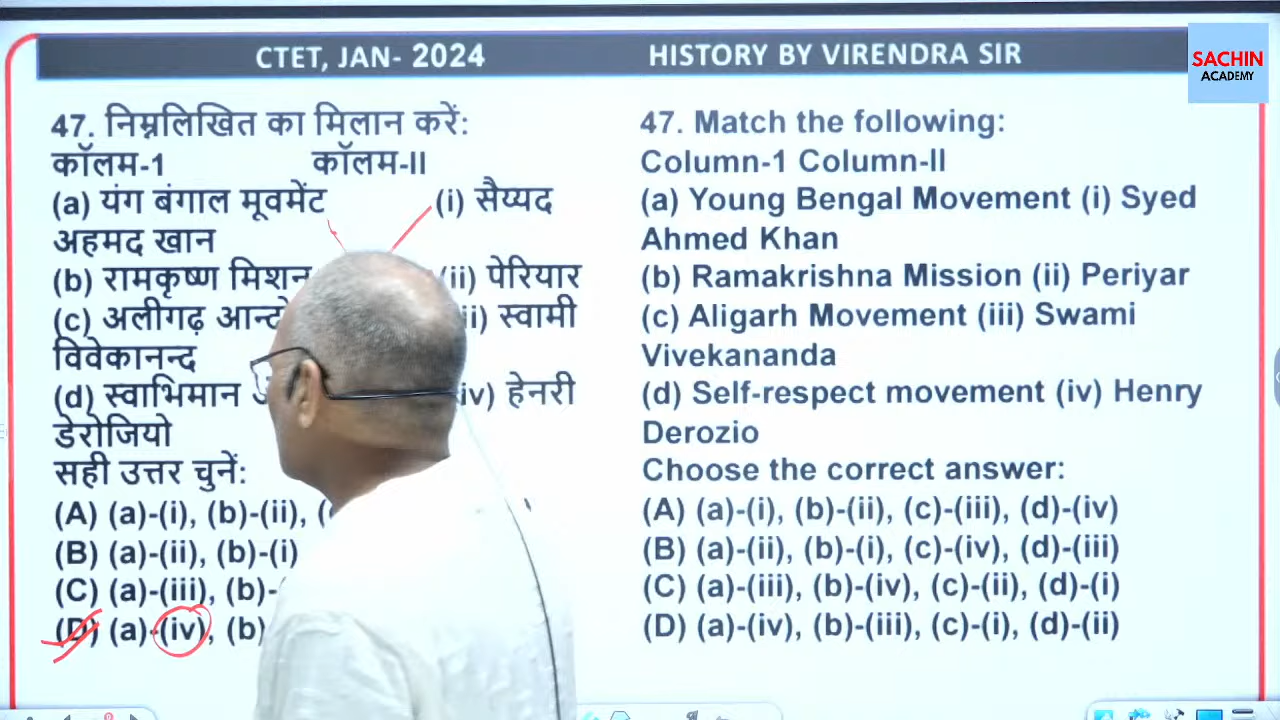 CTET, JAN- 2024
HISTORY BY VIRENDRA SIR
SACHIN
ACADEMY
47. निम्नलिखित का मिलान करें:
कॉलम-1 कॉलम-II
(a) यंग बंगाल मूवमेंट (i) सैय्यद
अहमद खान
(b) रामकृष्ण मिशन (ii) पेरियार
(c) अलीगढ़ स्वामी
विवेकानन्द
(d) स्वाभिमान हेनरी
डेरोजियो
सही उत्तर चुनें:
(A) (a)-(i), (b)-(ii),
(B) (a)-(ii), (b)-(i)
(C) (a)-(iii), (b)-
(D) (a)-(iv), (b)
47. Match the following:
Column-1 Column-II
(a) Young Bengal Movement (i) Syed
Ahmed Khan
(b) Ramakrishna Mission (ii) Periyar
(c) Aligarh Movement (iii) Swami
Vivekananda
(d) Self-respect movement (iv) Henry
Derozio
Choose the correct answer:
(A) (a)-(i), (b)-(ii), (c)-(iii), (d)-(iv)
(B) (a)-(ii), (b)-(i), (c)-(iv), (d)-(iii)
(C) (a)-(iii), (b)-(iv), (c)-(ii), (d)-(i)
(D) (a)-(iv), (b)-(iii), (c)-(i), (d)-(ii)